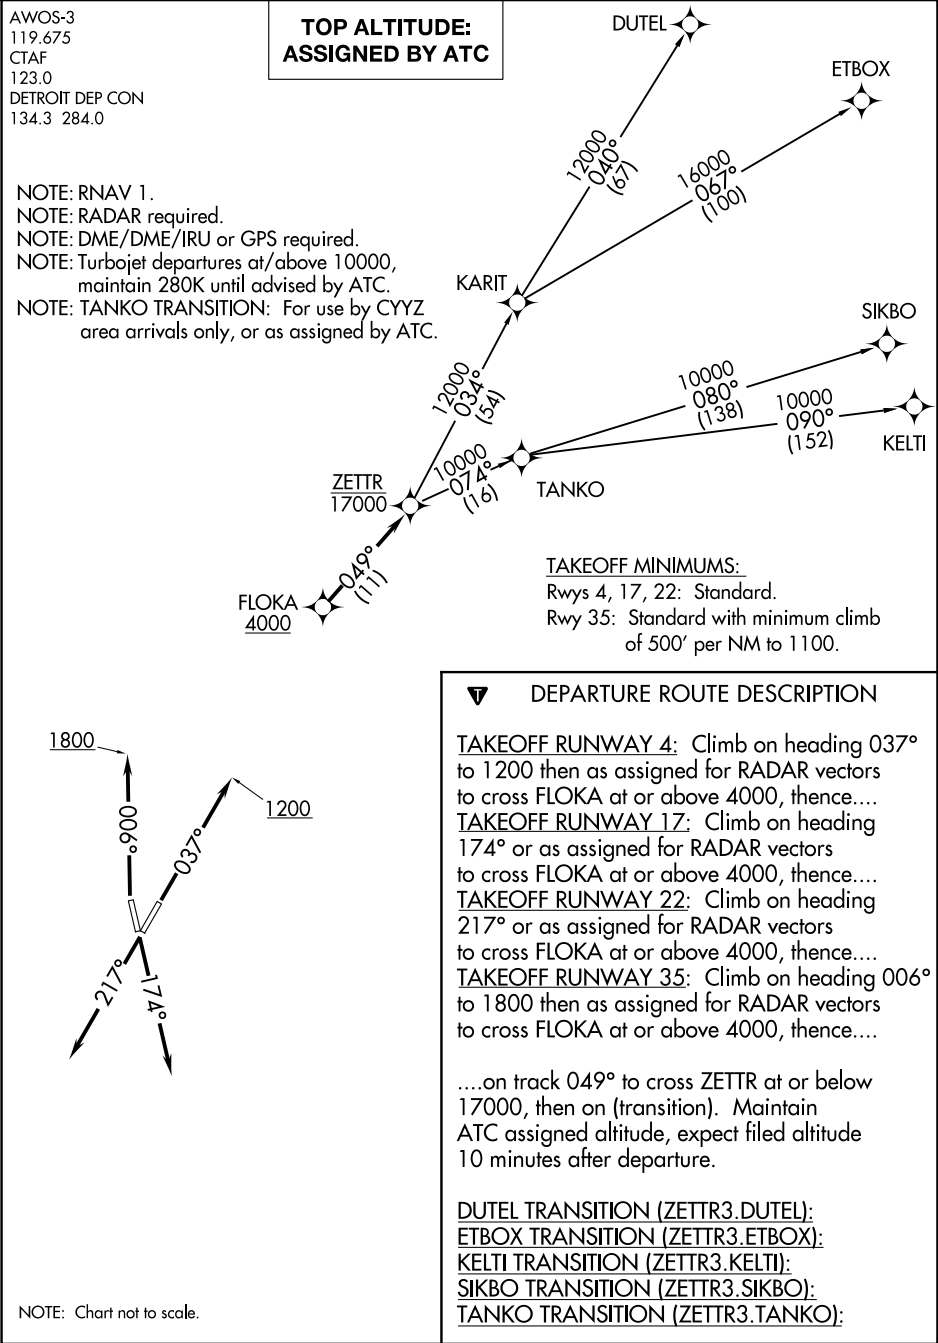 AWOS-3
119.675
CTAF
123.0
DETROIT DEP CON
134.3 284.0
TOP ALTITUDE:
ASSIGNED BY ATC
NOTE: RNAV 1.
NOTE: RADAR required.
NOTE: DME/DME/IRU or GPS required.
NOTE: Turbojet departures at/above 10000,
maintain 280K until advised by ATC.
NOTE: TANKO TRANSITION: For use by CYYZ
area arrivals only, or as assigned by ATC.
DUTEL
ETBOX
12000
040°
(67)
16000
067°
(100)
KARIT
SIKBO
12000
034°
(54)
10000
080°
(138)
10000
090°
(152)
KELTI
ZETTR
17000
10000
074°
(16)
TANKO
049°
(11)
FLOKA
4000
TAKEOFF MINIMUMS:
Rwys 4, 17, 22: Standard.
Rwy 35: Standard with minimum climb
of 500' per NM to 1100.
1800
1200
006°
037°
217°
174°
T
DEPARTURE ROUTE DESCRIPTION
TAKEOFF RUNWAY 4: Climb on heading 037°
to 1200 then as assigned for RADAR vectors
to cross FLOKA at or above 4000, thence....
TAKEOFF RUNWAY 17: Climb on heading
174° or as assigned for RADAR vectors
to cross FLOKA at or above 4000, thence....
TAKEOFF RUNWAY 22: Climb on heading
217° or as assigned for RADAR vectors
to cross FLOKA at or above 4000, thence....
TAKEOFF RUNWAY 35: Climb on heading 006°
to 1800 then as assigned for RADAR vectors
to cross FLOKA at or above 4000, thence....
....on track 049° to cross ZETTR at or below
17000, then on (transition). Maintain
ATC assigned altitude, expect filed altitude
10 minutes after departure.
DUTEL TRANSITION (ZETTR3.DUTEL):
ETBOX TRANSITION (ZETTR3.ETBOX):
KELTI TRANSITION (ZETTR3.KELTI):
SIKBO TRANSITION (ZETTR3.SIKBO):
TANKO TRANSITION (ZETTR3.TANKO):
NOTE: Chart not to scale.